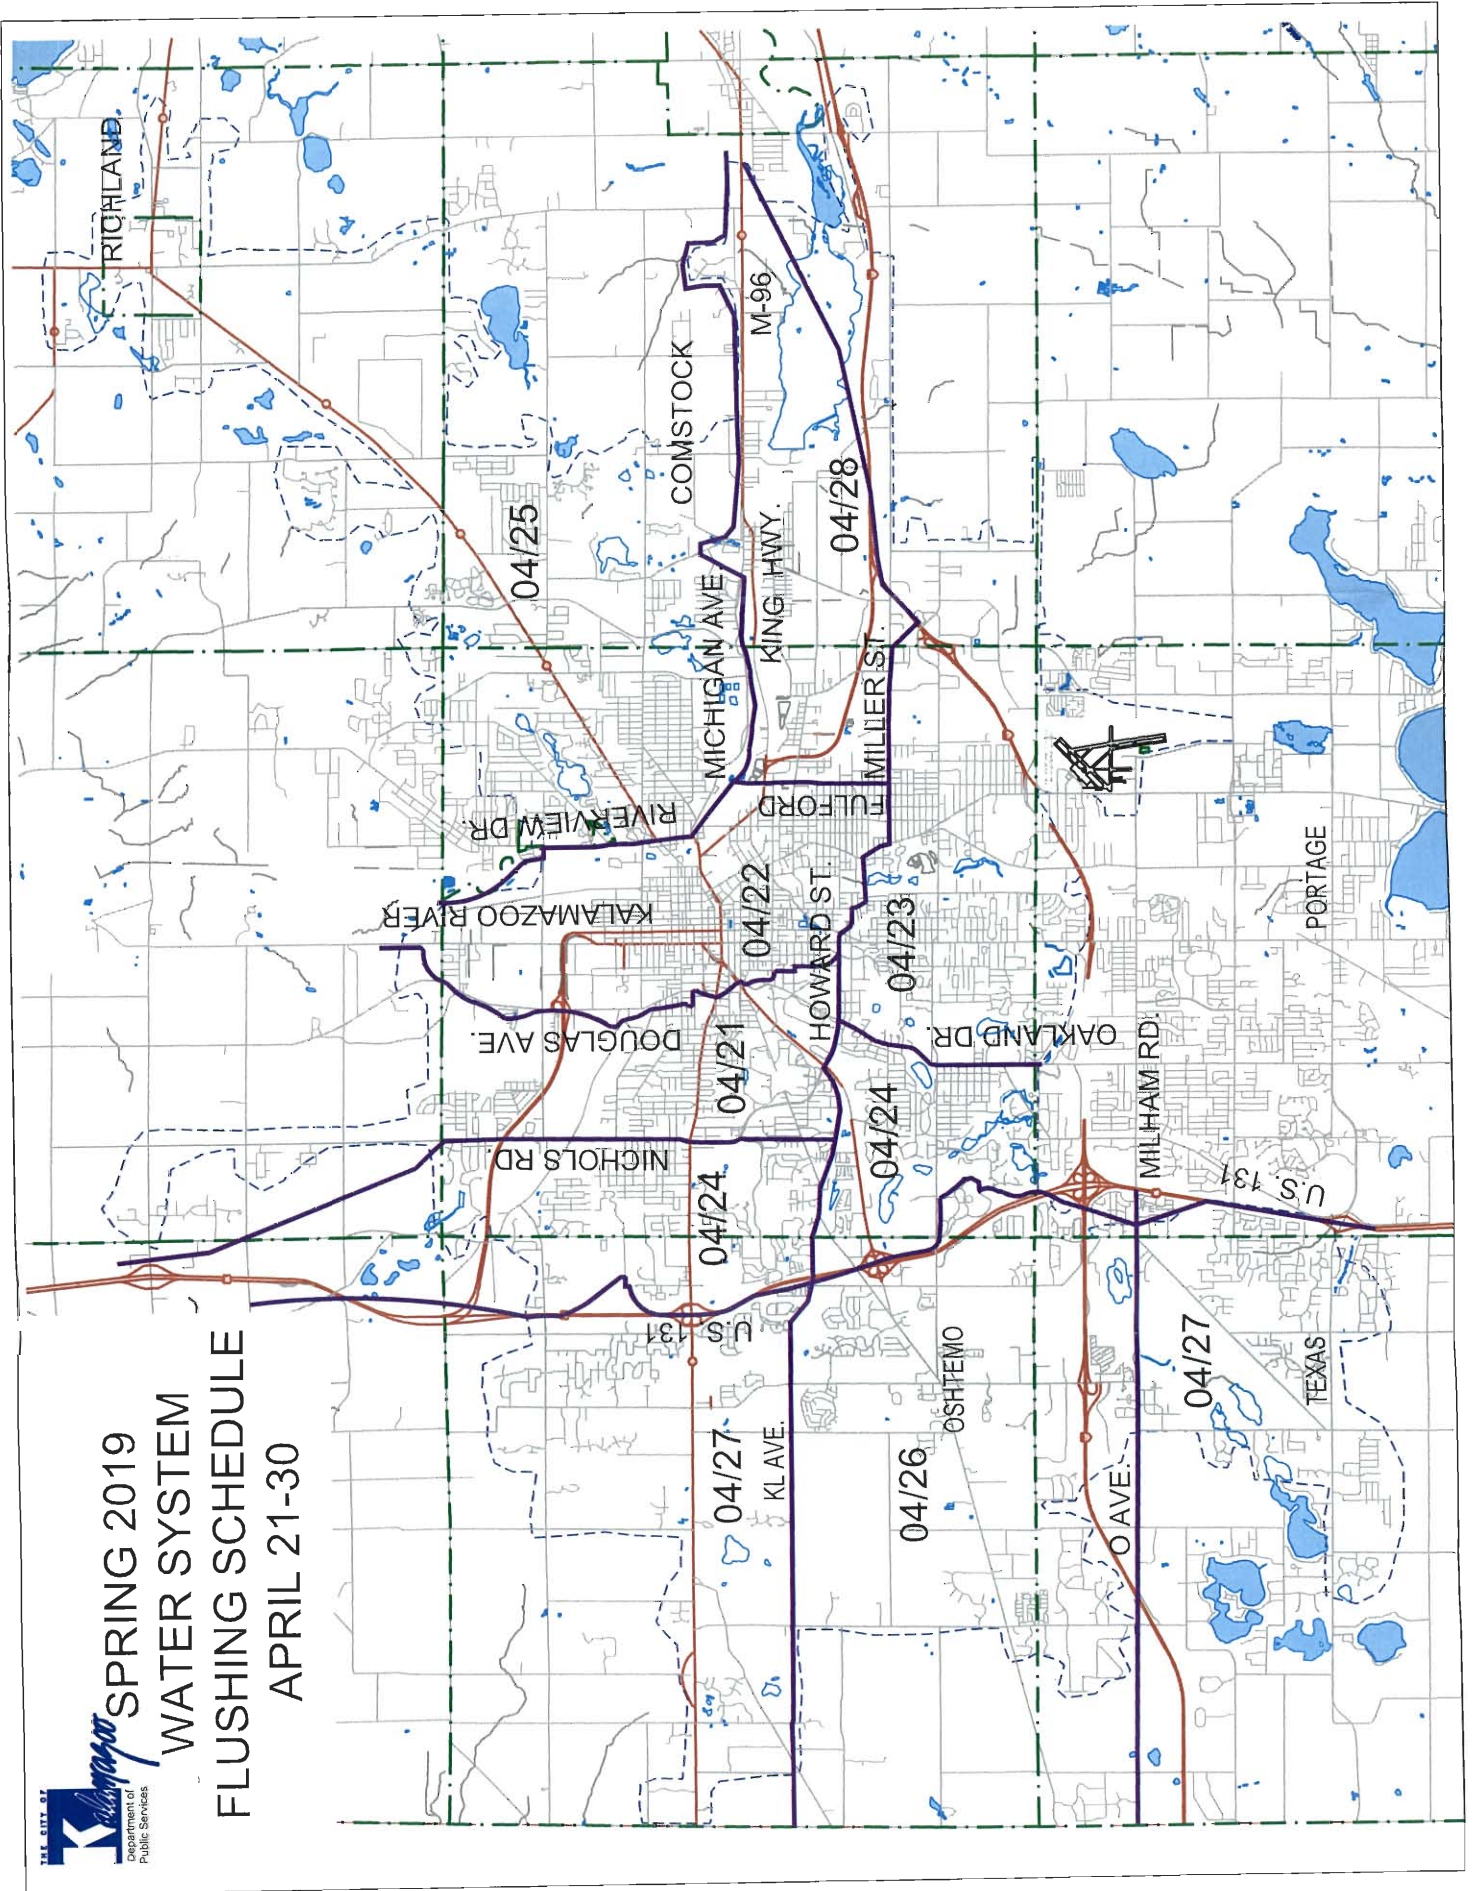 THE CITY OF
Kalamazoo
Department of
Public Services
SPRING 2019
WATER SYSTEM
FLUSHING SCHEDULE
APRIL 21-30
RICHLAND
04/25
COMSTOCK
M-96
MICHIGAN AVE.
KING HWY.
04/28
MILLER ST.
RIVERVIEW DR.
FULFORD
KALAMAZOO RIVER
04/22
HOWARD ST.
04/23
DOUGLAS AVE.
04/21
OAKLAND DR.
PORTAGE
NICHOLS RD.
04/24
04/24
MILHAM RD.
U.S. 131
U.S. 131
04/27
KL AVE.
OSHTEMO
04/26
O AVE.
04/27
TEXAS